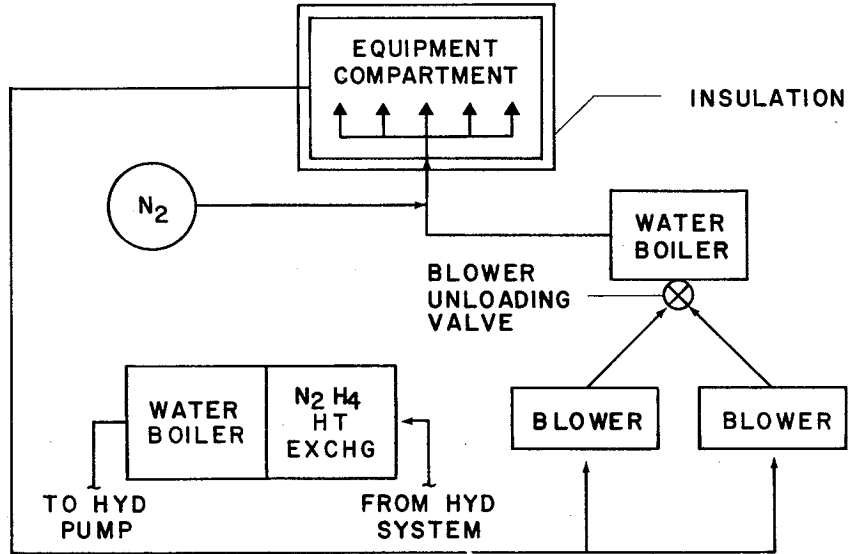 EQUIPMENT
COMPARTMENT
INSULATION
N2
WATER
BOILER
BLOWER
UNLOADING
VALVE
WATER
BOILER
N2 H4
HT
EXCHG
BLOWER
BLOWER
TO HYD
PUMP
FROM HYD
SYSTEM